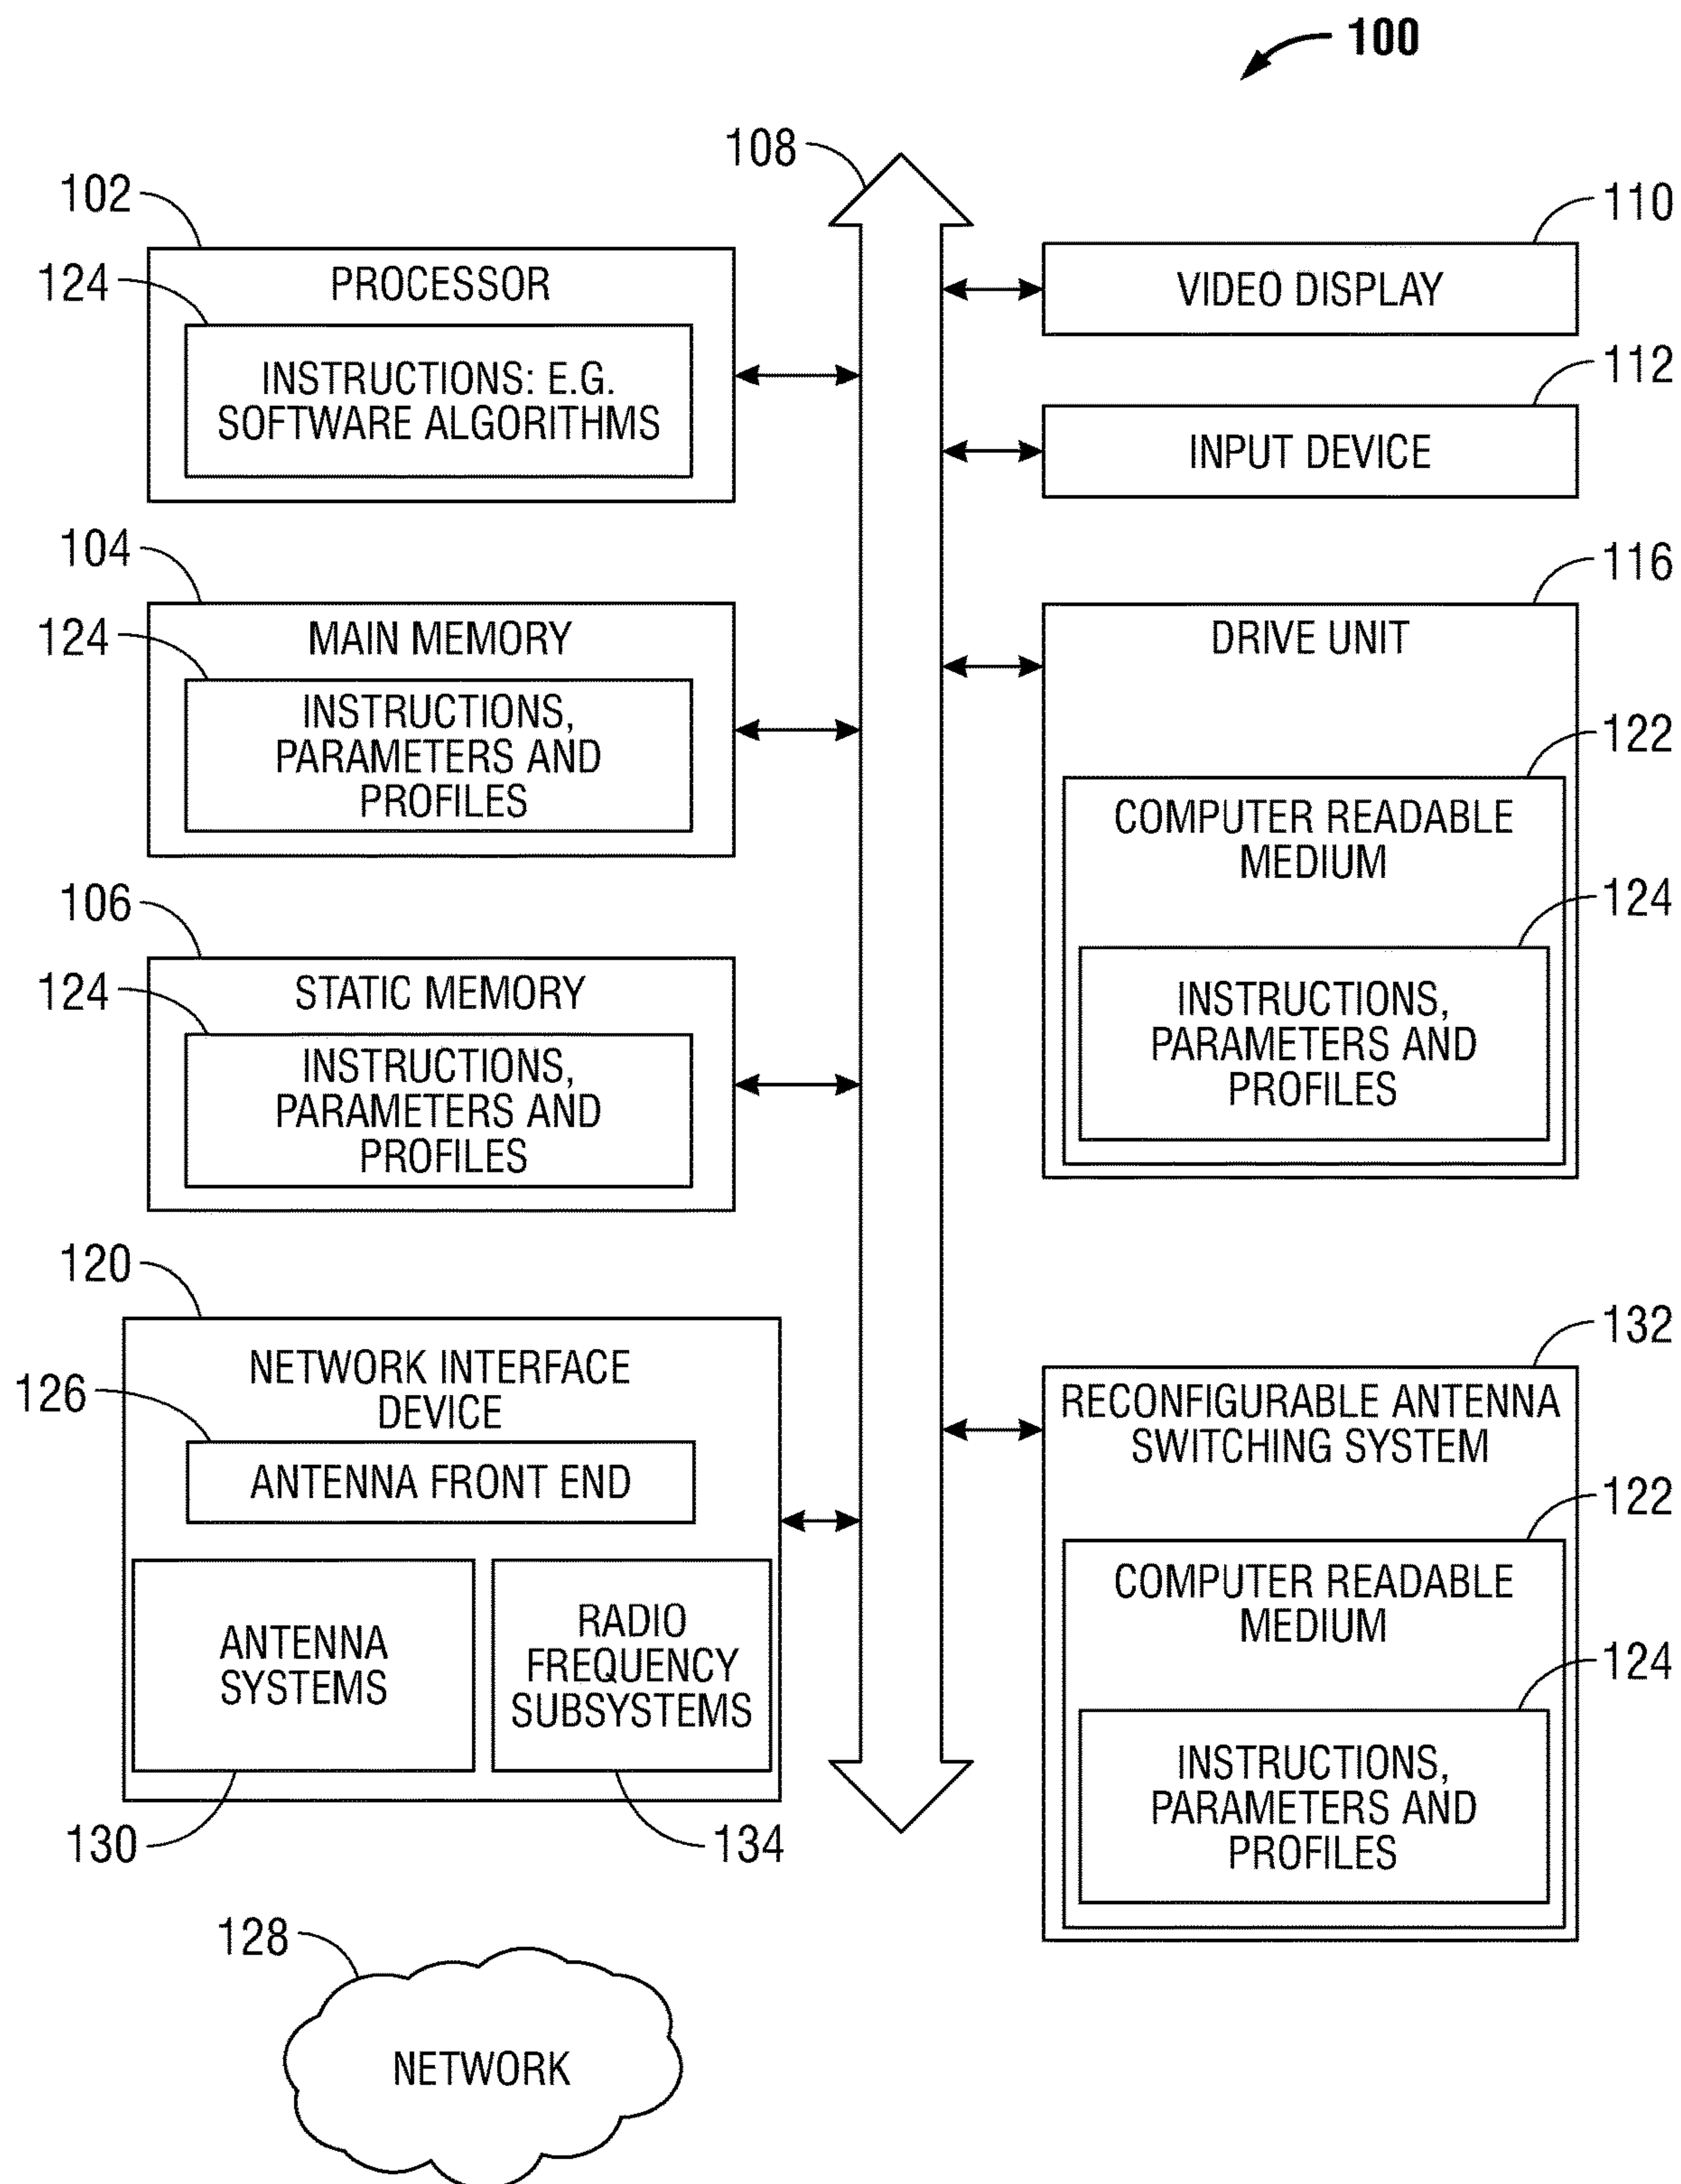 100
108
102
124
PROCESSOR
INSTRUCTIONS: E.G.
SOFTWARE ALGORITHMS
104
124
MAIN MEMORY
INSTRUCTIONS,
PARAMETERS AND
PROFILES
106
124
STATIC MEMORY
INSTRUCTIONS,
PARAMETERS AND
PROFILES
120
NETWORK INTERFACE
DEVICE
126
ANTENNA FRONT END
ANTENNA
SYSTEMS
RADIO
FREQUENCY
SUBSYSTEMS
130
134
128
NETWORK
110
VIDEO DISPLAY
112
INPUT DEVICE
116
DRIVE UNIT
122
COMPUTER READABLE
MEDIUM
124
INSTRUCTIONS,
PARAMETERS AND
PROFILES
132
RECONFIGURABLE ANTENNA
SWITCHING SYSTEM
122
COMPUTER READABLE
MEDIUM
124
INSTRUCTIONS,
PARAMETERS AND
PROFILES